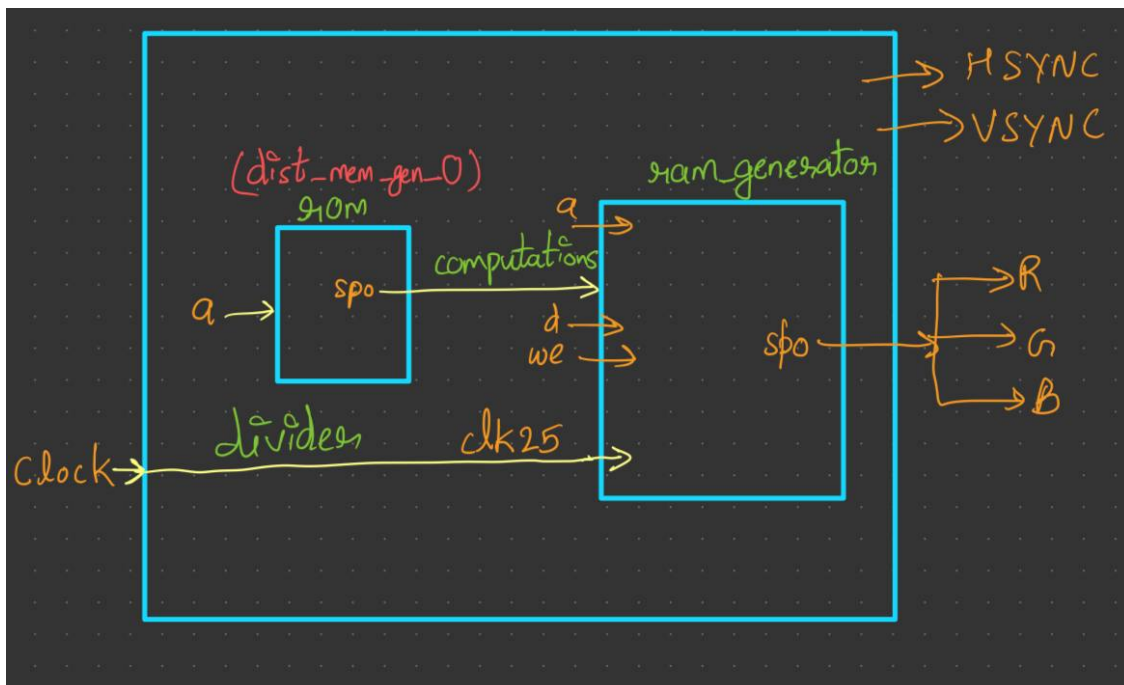 HSYNC
VSYNC
(dist_mem_gen_0)
rom
ram_generator
a
computations
spo
a
d
we
spo
R
G
B
divider
clk25
Clock